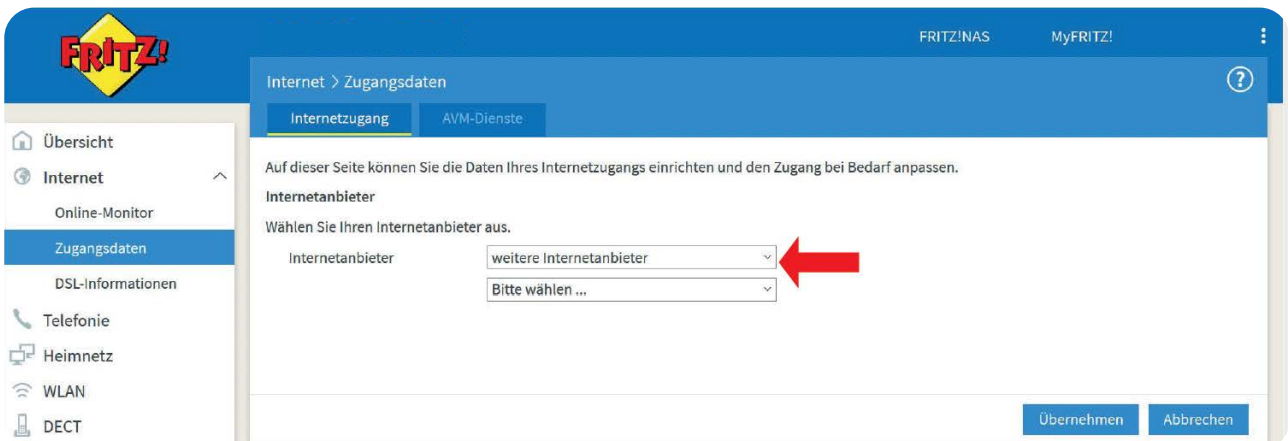 FRITZ!
FRITZ!NAS MyFRITZ!
Internet > Zugangsdaten
Internetzugang AVM-Dienste
Übersicht
Internet
Online-Monitor
Zugangsdaten
DSL-Informationen
Telefonie
Heimnetz
WLAN
DECT
Auf dieser Seite können Sie die Daten Ihres Internetzugangs einrichten und den Zugang bei Bedarf anpassen.
Internetanbieter
Wählen Sie Ihren Internetanbieter aus.
Internetanbieter weitere Internetanbieter
Bitte wählen ...
Übernehmen Abbrechen